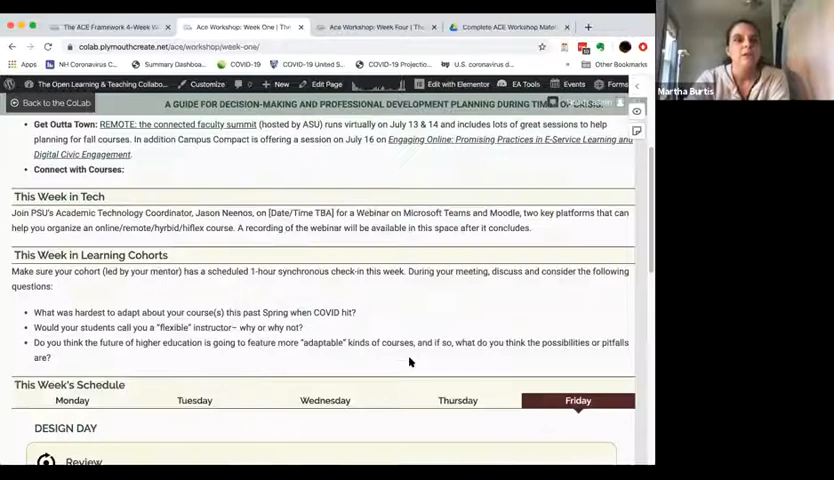 The ACE Framework 4-Week W
Ace Workshop: Week One | The
Ace Workshop: Week Four | The
Complete ACE Workshop Mater
colab.plymouthcreate.net/ace/workshop/week-one/
Apps
NH Coronavirus C
Summary Dashboa...
COVID-19
COVID-19 United S...
COVID-19 Projectio...
U.S. coronavirus d...
Other Bookmarks
The Open Learning & Teaching Collabo...
Customize
0
New
Edit Page
Edit with Elementor
EA Tools
Events
Forms
Back to the CoLab
A GUIDE FOR DECISION-MAKING AND PROFESSIONAL DEVELOPMENT PLANNING DURING
Martha Burtis
• Get Outta Town: REMOTE: the connected faculty summit (hosted by ASU) runs virtually on July 13 & 14 and includes lots of great sessions to help
planning for fall courses. In addition Campus Compact is offering a session on July 16 on Engaging Online: Promising Practices in E-Service Learning and
Digital Civic Engagement.
• Connect with Courses:
This Week in Tech
Join PSU's Academic Technology Coordinator, Jason Neenos, on [Date/Time TBA] for a Webinar on Microsoft Teams and Moodle, two key platforms that can
help you organize an online/remote/hyrbid/hiflex course. A recording of the webinar will be available in this space after it concludes.
This Week in Learning Cohorts
Make sure your cohort (led by your mentor) has a scheduled 1-hour synchronous check-in this week. During your meeting, discuss and consider the following
questions:
• What was hardest to adapt about your course(s) this past Spring when COVID hit?
• Would your students call you a "flexible" instructor– why or why not?
• Do you think the future of higher education is going to feature more "adaptable" kinds of courses, and if so, what do you think the possibilities or pitfalls
are?
This Week's Schedule
Monday
Tuesday
Wednesday
Thursday
Friday
DESIGN DAY
Review